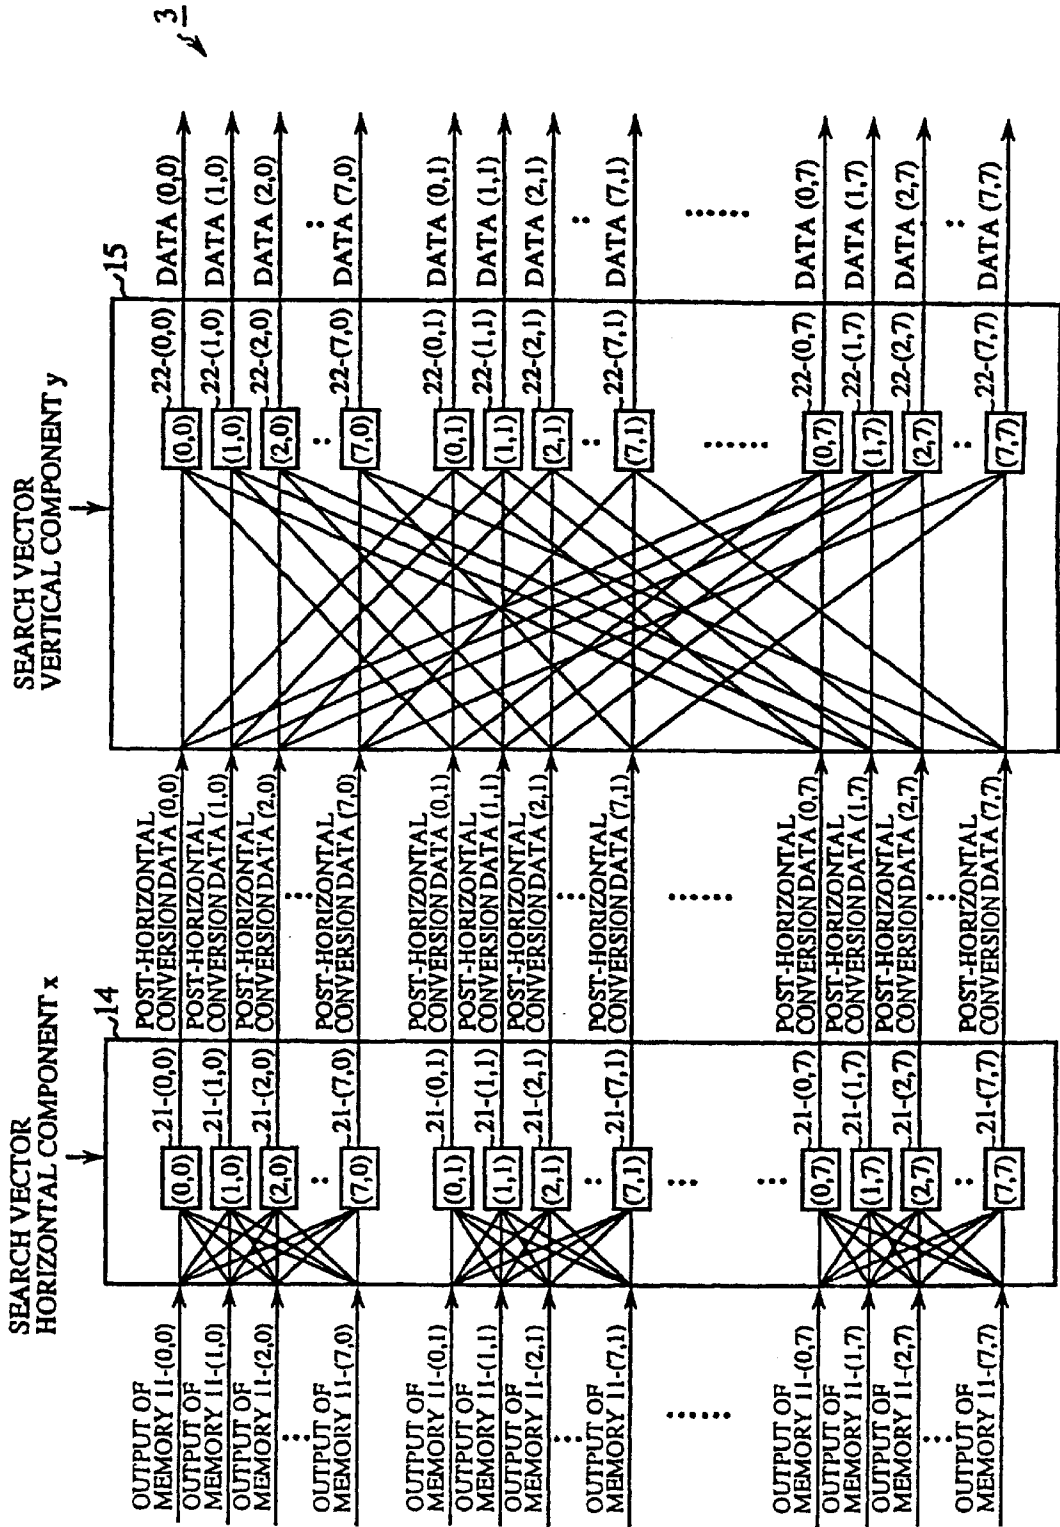 3
SEARCH VECTOR
HORIZONTAL COMPONENT x
SEARCH VECTOR
VERTICAL COMPONENT y
14
15
OUTPUT OF
MEMORY 11-(0,0)
OUTPUT OF
MEMORY 11-(1,0)
OUTPUT OF
MEMORY 11-(2,0)
OUTPUT OF
MEMORY 11-(7,0)
OUTPUT OF
MEMORY 11-(0,1)
OUTPUT OF
MEMORY 11-(1,1)
OUTPUT OF
MEMORY 11-(2,1)
OUTPUT OF
MEMORY 11-(7,1)
OUTPUT OF
MEMORY 11-(0,7)
OUTPUT OF
MEMORY 11-(1,7)
OUTPUT OF
MEMORY 11-(2,7)
OUTPUT OF
MEMORY 11-(7,7)
(0,0)
(1,0)
(2,0)
(7,0)
(0,1)
(1,1)
(2,1)
(7,1)
(0,7)
(1,7)
(2,7)
(7,7)
21-(0,0)
21-(1,0)
21-(2,0)
21-(7,0)
21-(0,1)
21-(1,1)
21-(2,1)
21-(7,1)
21-(0,7)
21-(1,7)
21-(2,7)
21-(7,7)
POST-HORIZONTAL
CONVERSION DATA (0,0)
POST-HORIZONTAL
CONVERSION DATA (1,0)
POST-HORIZONTAL
CONVERSION DATA (2,0)
POST-HORIZONTAL
CONVERSION DATA (7,0)
POST-HORIZONTAL
CONVERSION DATA (0,1)
POST-HORIZONTAL
CONVERSION DATA (1,1)
POST-HORIZONTAL
CONVERSION DATA (2,1)
POST-HORIZONTAL
CONVERSION DATA (7,1)
POST-HORIZONTAL
CONVERSION DATA (0,7)
POST-HORIZONTAL
CONVERSION DATA (1,7)
POST-HORIZONTAL
CONVERSION DATA (2,7)
POST-HORIZONTAL
CONVERSION DATA (7,7)
(0,0)
(1,0)
(2,0)
(7,0)
(0,1)
(1,1)
(2,1)
(7,1)
(0,7)
(1,7)
(2,7)
(7,7)
22-(0,0)
22-(1,0)
22-(2,0)
22-(7,0)
22-(0,1)
22-(1,1)
22-(2,1)
22-(7,1)
22-(0,7)
22-(1,7)
22-(2,7)
22-(7,7)
DATA (0,0)
DATA (1,0)
DATA (2,0)
DATA (7,0)
DATA (0,1)
DATA (1,1)
DATA (2,1)
DATA (7,1)
DATA (0,7)
DATA (1,7)
DATA (2,7)
DATA (7,7)